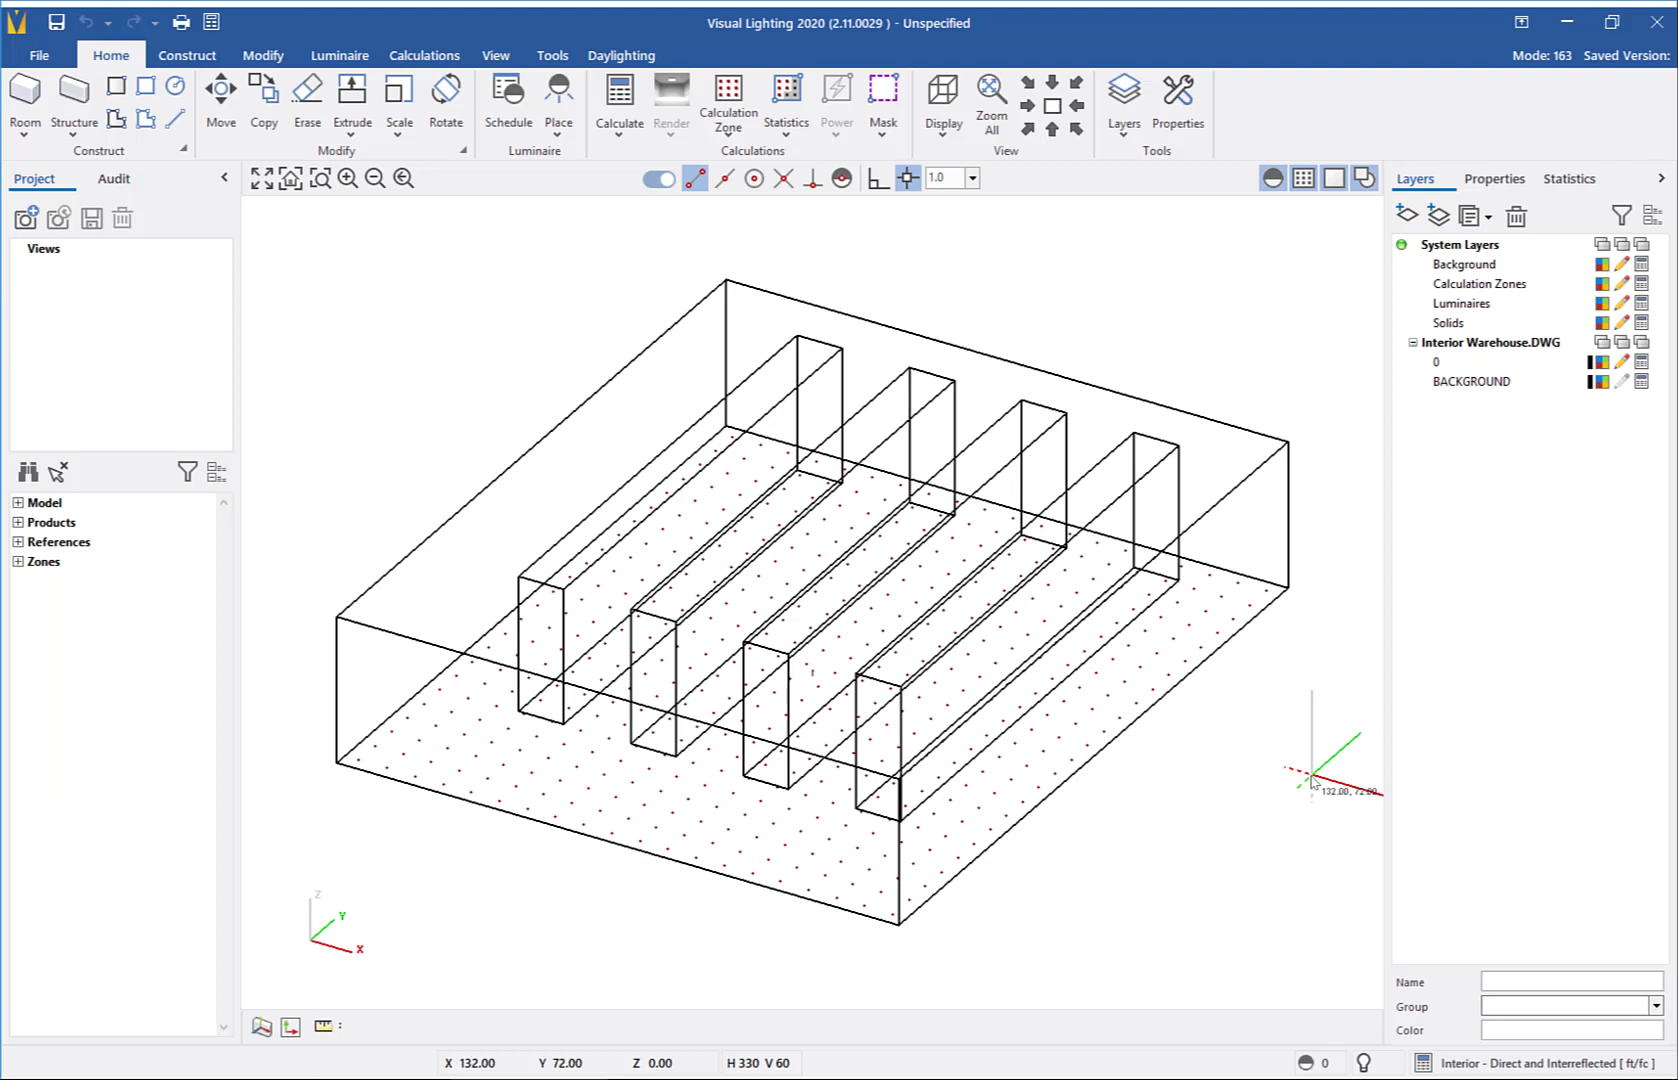 Visual Lighting 2020 (2.11.0029 ) - Unspecified
File Home Construct Modify Luminaire Calculations View Tools Daylighting Mode: 163 Saved Version:
Room Structure Move Copy Erase Extrude Scale Rotate Schedule Place Calculate Render Calculation Zone Statistics Power Mask Display Zoom All Layers Properties
Construct Modify Luminaire Calculations View Tools
Project Audit 1.0 Layers Properties Statistics
Views
System Layers
Background
Calculation Zones
Luminaires
Solids
Interior Warehouse.DWG
0
BACKGROUND
Model
Products
References
Zones
132.00, 72.00
Z
Y
X
Name
Group
Color
:
X 132.00 Y 72.00 Z 0.00 H 330 V 60 0 Interior - Direct and Interreflected [ ft/fc ]